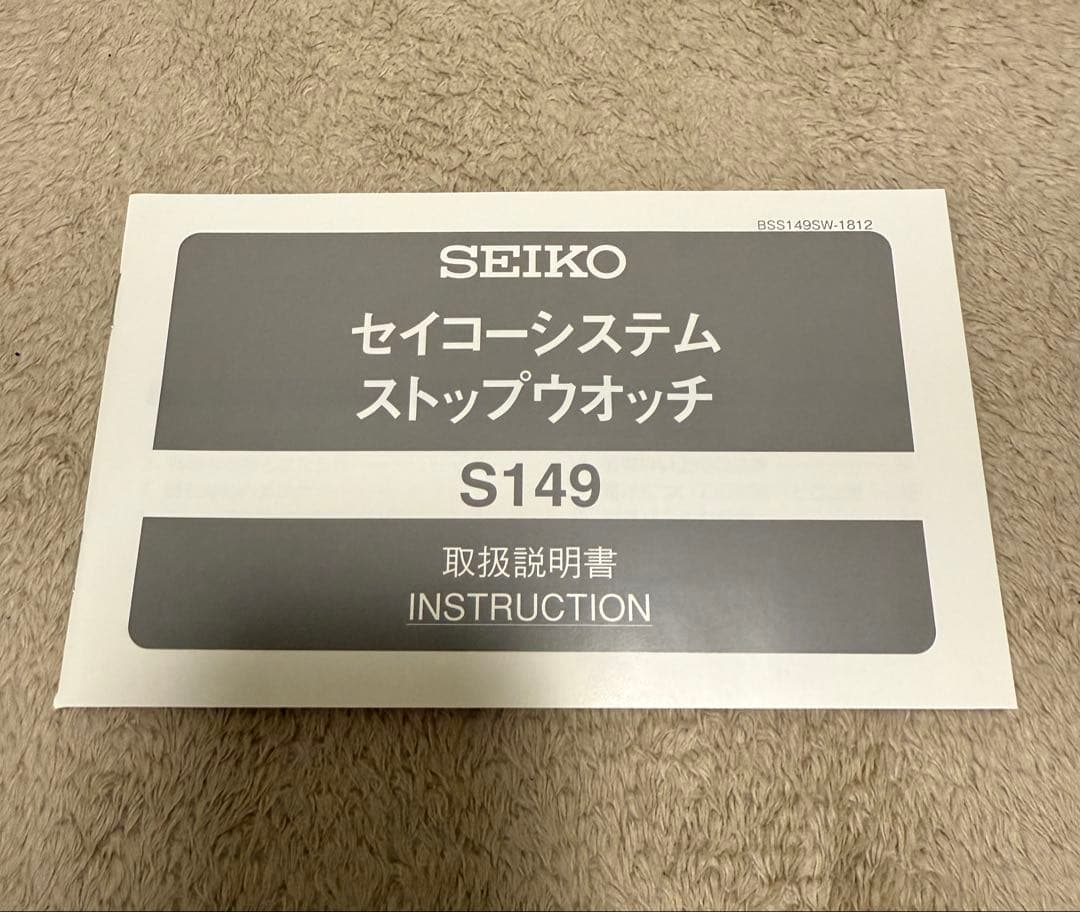 BSS149SW-1812
SEIKO
セイコーシステム
ストップウオッチ
S149
取扱説明書
INSTRUCTION